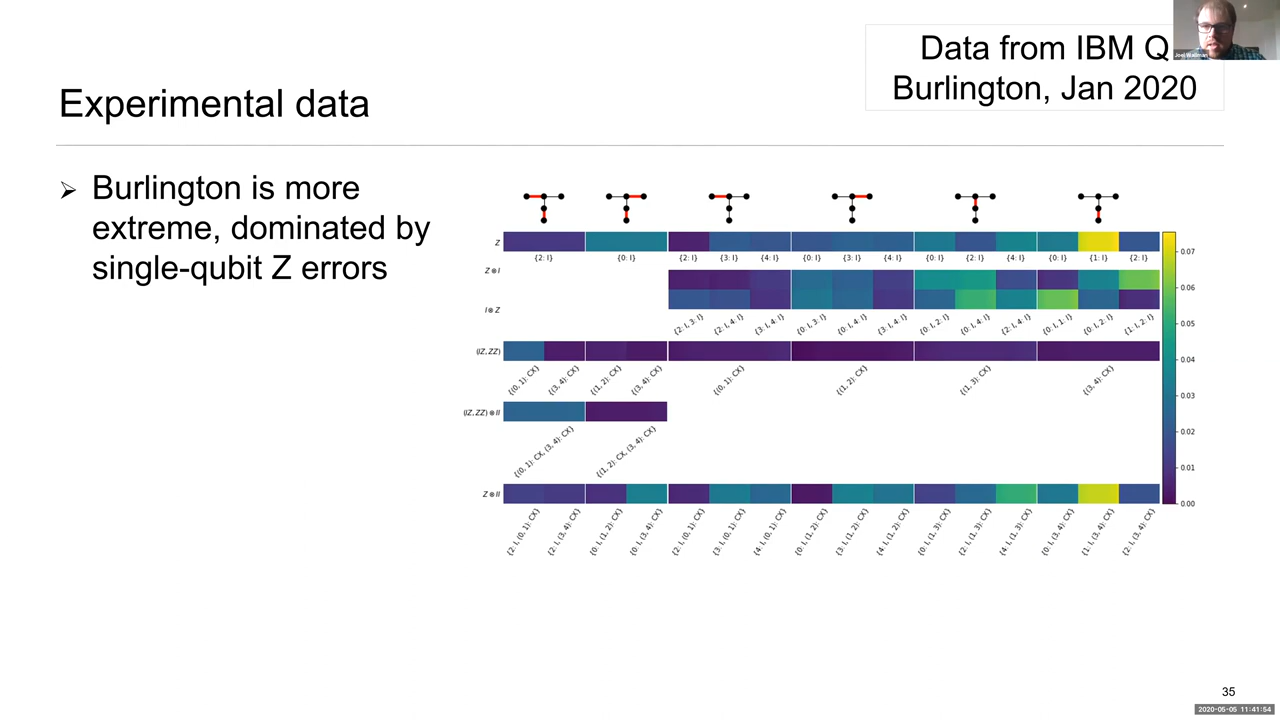 Data from IBM Q
Burlington, Jan 2020
Joel Wallman
Experimental data
➤ Burlington is more
extreme, dominated by
single-qubit Z errors
Z
{2: I} {0: I} {2: I} {3: I} {4: I} {0: I} {3: I} {4: I} {0: I} {2: I} {4: I} {0: I} {1: I} {2: I}
Z⊗I
I⊗Z
{2: I, 3: I} {2: I, 4: I} {3: I, 4: I} {0: I, 3: I} {0: I, 4: I} {3: I, 4: I} {0: I, 2: I} {0: I, 4: I} {2: I, 4: I} {0: I, 1: I} {0: I, 2: I} {1: I, 2: I}
(IZ, ZZ)
{(0, 1): CX} {(3, 4): CX} {(1, 2): CX} {(3, 4): CX} {(0, 1): CX} {(1, 2): CX} {(1, 3): CX} {(3, 4): CX}
(IZ, ZZ)⊗II
{(0, 1): CX, (3, 4): CX} {(1, 2): CX, (3, 4): CX}
Z⊗II
{2: I, (0, 1): CX} {2: I, (3, 4): CX} {0: I, (1, 2): CX} {0: I, (3, 4): CX} {2: I, (0, 1): CX} {3: I, (0, 1): CX} {4: I, (0, 1): CX} {0: I, (1, 2): CX} {3: I, (1, 2): CX} {4: I, (1, 2): CX} {0: I, (1, 3): CX} {2: I, (1, 3): CX} {4: I, (1, 3): CX} {0: I, (3, 4): CX} {1: I, (3, 4): CX} {2: I, (3, 4): CX}
0.07
0.06
0.05
0.04
0.03
0.02
0.01
0.00
35
2020-05-05 11:41:54